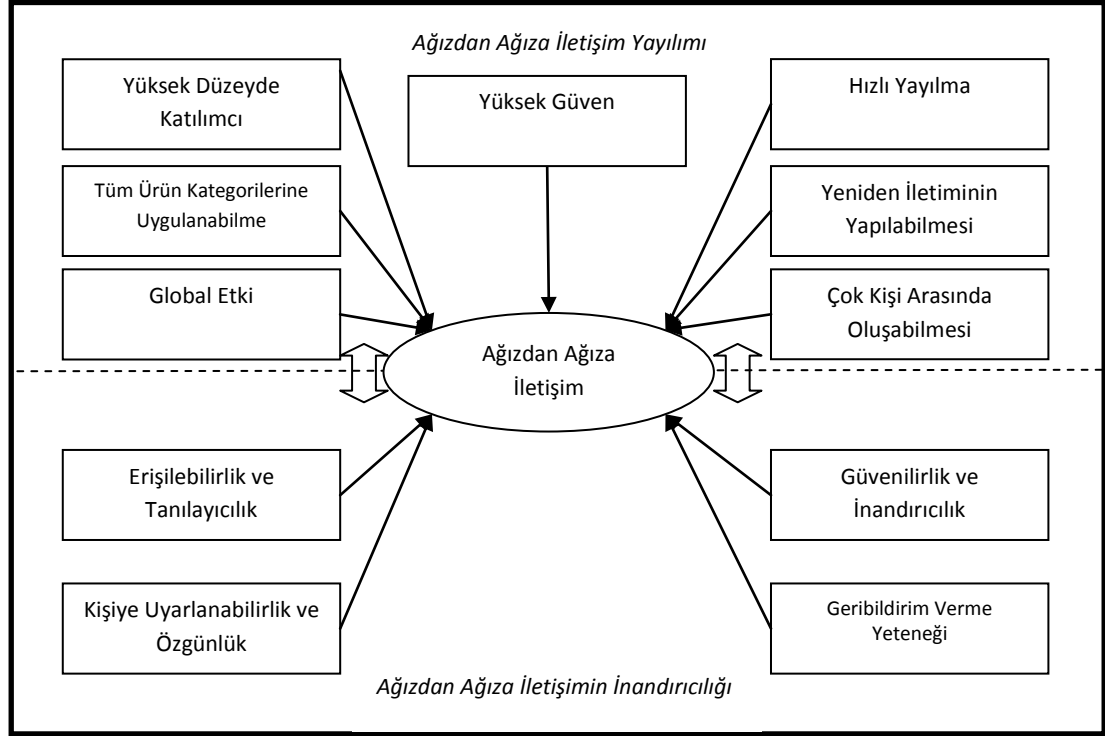 Ağızdan Ağıza İletişim Yayılımı
Yüksek Düzeyde
Katılımcı
Yüksek Güven
Hızlı Yayılma
Tüm Ürün Kategorilerine
Uygulanabilme
Yeniden İletiminin
Yapılabilmesi
Global Etki
Çok Kişi Arasında
Oluşabilmesi
Ağızdan Ağıza
İletişim
Erişilebilirlik ve
Tanılayıcılık
Güvenilirlik ve
İnandırıcılık
Kişiye Uyarlanabilirlik ve
Özgünlük
Geribildirim Verme
Yeteneği
Ağızdan Ağıza İletişimin İnandırıcılığı